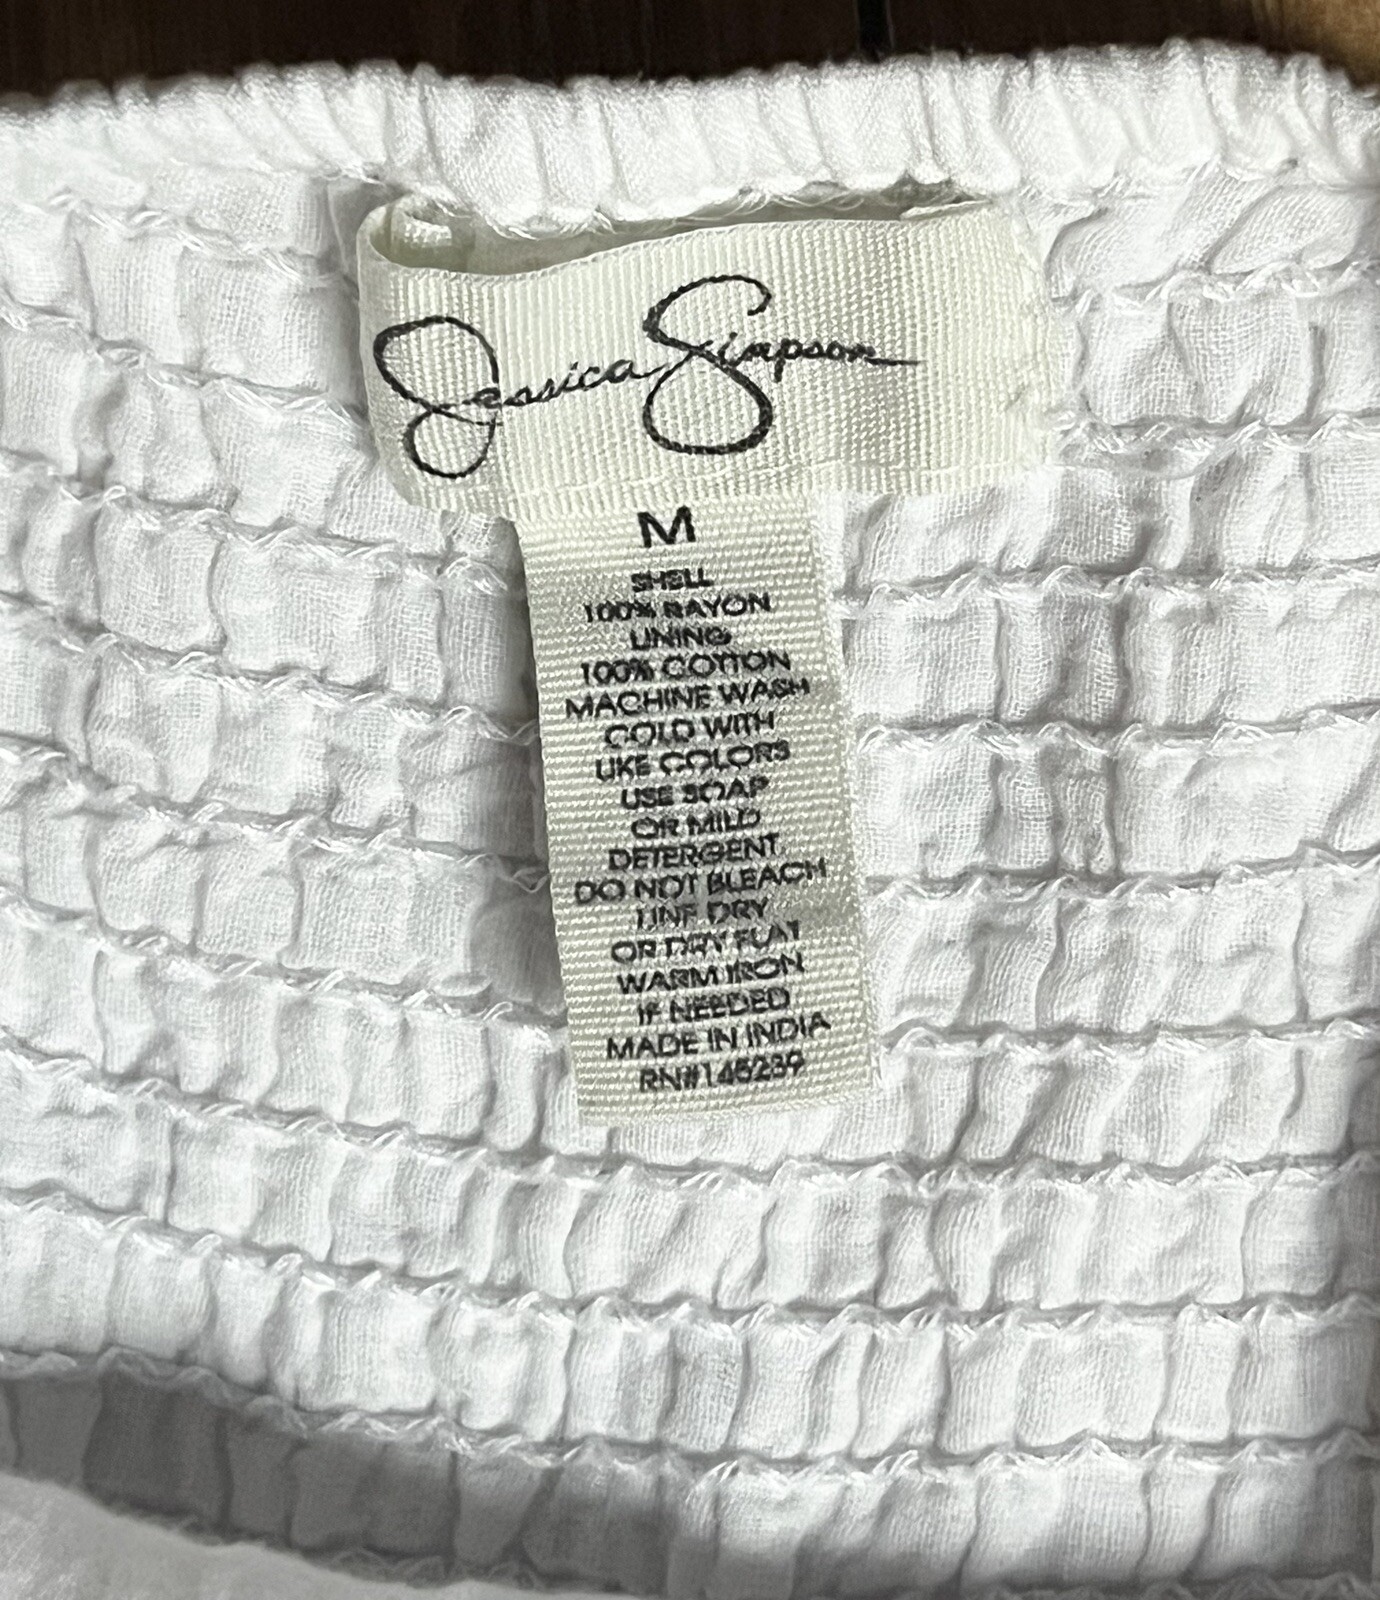 Jessica Simpson
M
SHELL
100% RAYON
LINING
100% COTTON
MACHINE WASH
COLD WITH
LIKE COLORS
USE SOAP
OR MILD
DETERGENT
DO NOT BLEACH
LINE DRY
OR DRY FLAT
WARM IRON
IF NEEDED
MADE IN INDIA
RN#145239